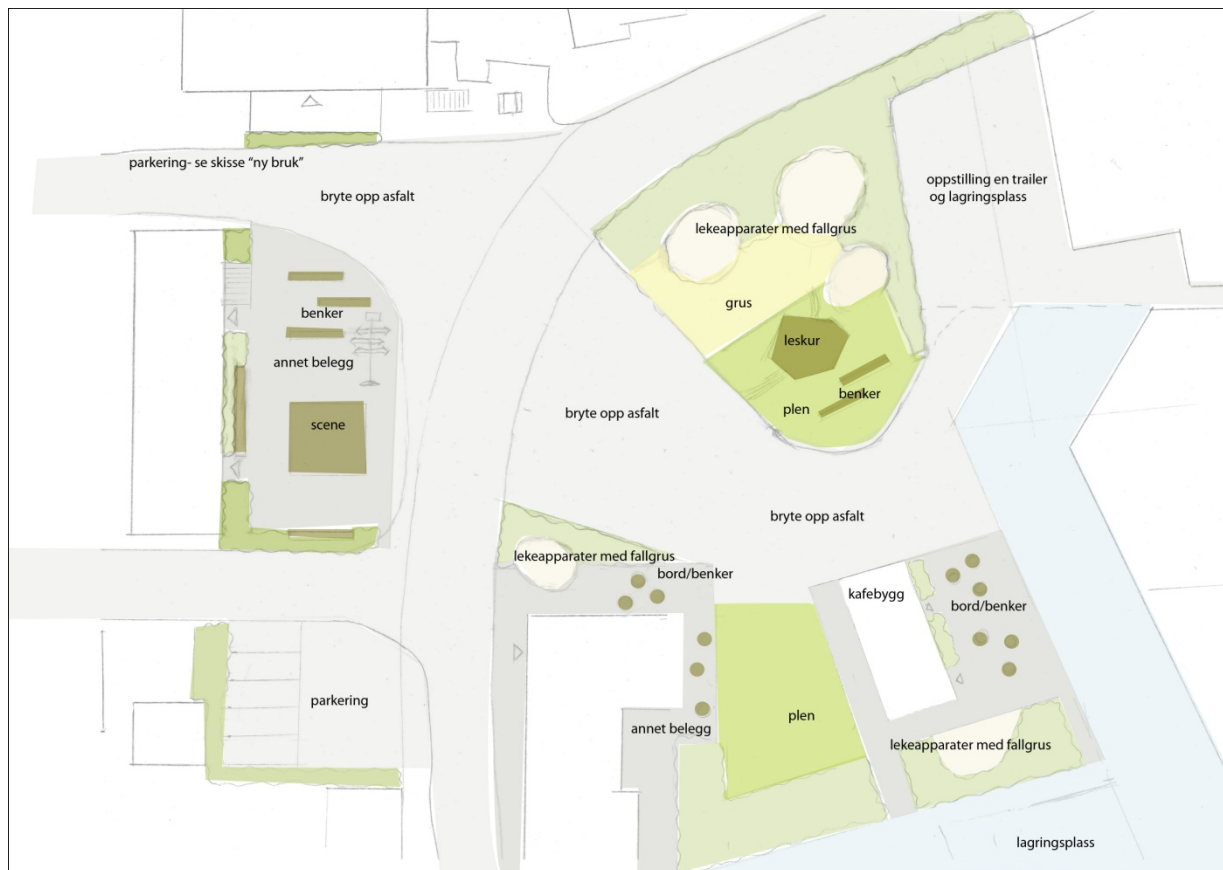 parkering- se skisse “ny bruk”
bryte opp asfalt
oppstilling en trailer
og lagringsplass
lekeapparater med fallgrus
grus
benker
leskur
annet belegg
benker
plen
bryte opp asfalt
scene
bryte opp asfalt
lekeapparater med fallgrus
bord/benker
kafebygg
bord/benker
parkering
plen
annet belegg
lekeapparater med fallgrus
lagringsplass